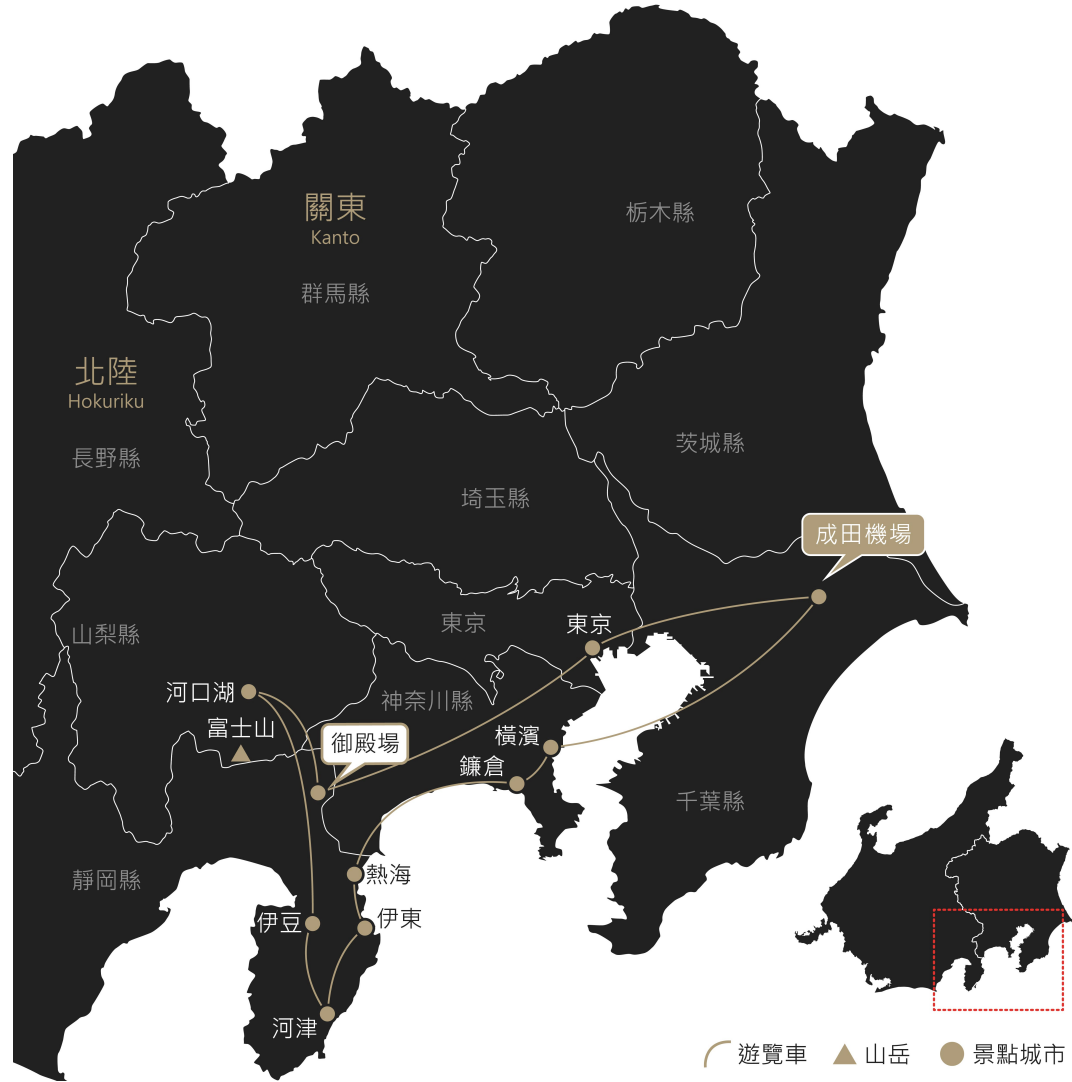 關東
Kanto
栃木縣
群馬縣
北陸
Hokuriku
長野縣
茨城縣
埼玉縣
成田機場
山梨縣
東京
東京
河口湖
神奈川縣
富士山
御殿場
橫濱
鐮倉
千葉縣
靜岡縣
熱海
伊豆
伊東
河津
遊覽車
山岳
景點城市